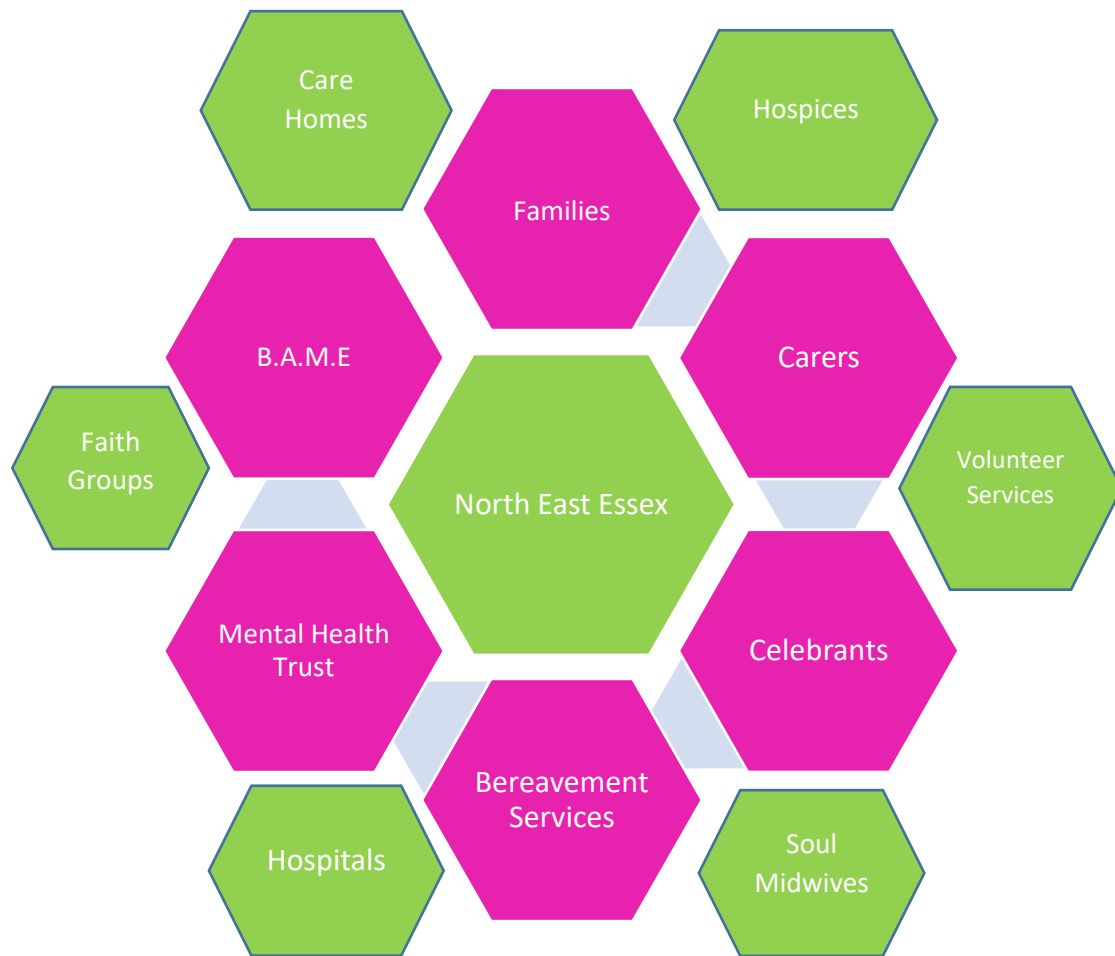 Care
Homes
Hospices
Families
B.A.M.E
Carers
Faith
Groups
North East Essex
Volunteer
Services
Mental Health
Trust
Celebrants
Bereavement
Services
Hospitals
Soul
Midwives